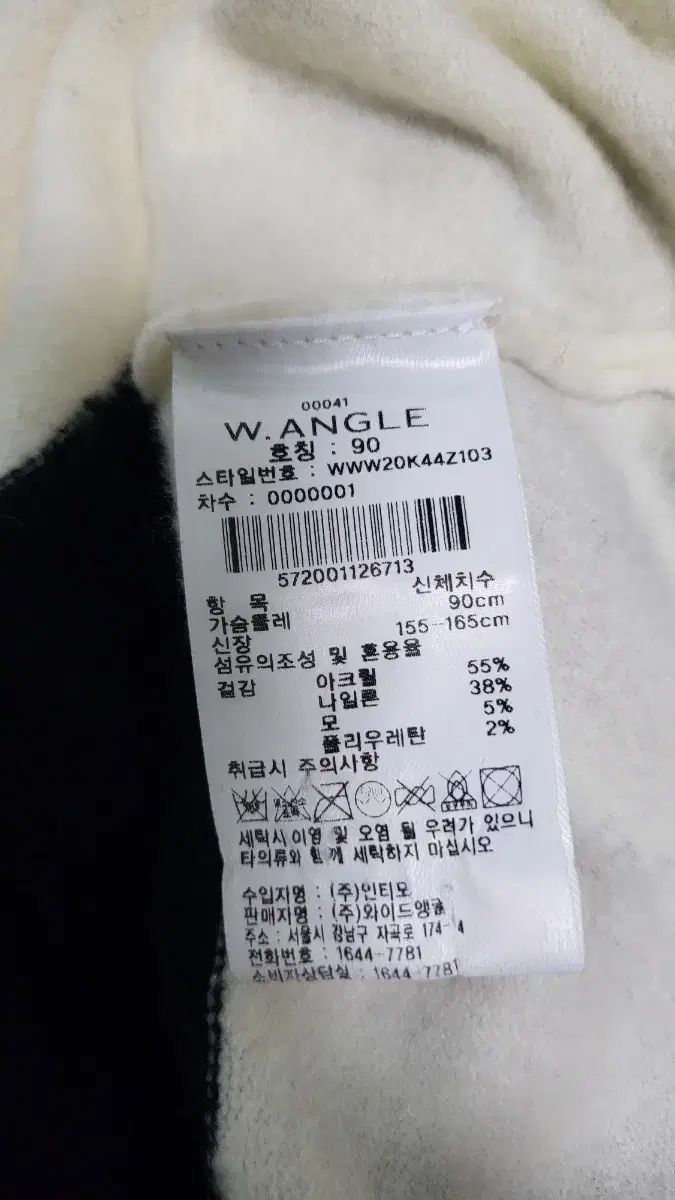 00041
W.ANGLE
호칭 : 90
스타일번호 : WWW20K44Z103
차수 : 0000001
572001126713
항 목 신체치수
가슴둘레 90cm
신장 155-165cm
섬유의조성 및 혼용율
겉감 아크릴 55%
나일론 38%
모 5%
폴리우레탄 2%
취급시 주의사항
세탁시 이염 및 오염 될 우려가 있으니
타의류와 함께 세탁하지 마십시오
수입자명 : (주)인티모
판매자명 : (주)와이드앵글
주소 : 서울시 강남구 자곡로 174-
전화번호 : 1644-7781
소비자상담실 : 1644-7781